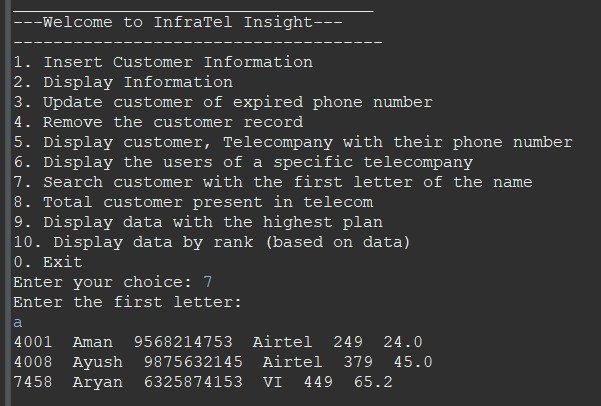 ---Welcome to InfraTel Insight---
-------------------------------------
1. Insert Customer Information
2. Display Information
3. Update customer of expired phone number
4. Remove the customer record
5. Display customer, Telecompany with their phone number
6. Display the users of a specific telecompany
7. Search customer with the first letter of the name
8. Total customer present in telecom
9. Display data with the highest plan
10. Display data by rank (based on data)
0. Exit
Enter your choice: 7
Enter the first letter:
a
4001  Aman  9568214753  Airtel  249  24.0
4008  Ayush  9875632145  Airtel  379  45.0
7458  Aryan  6325874153  VI  449  65.2